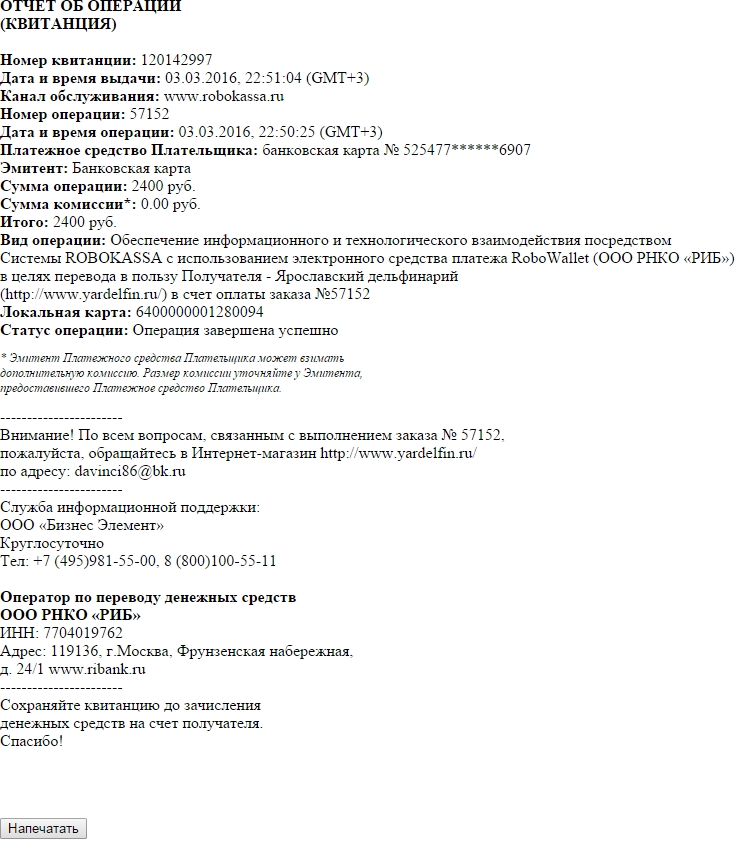 ОТЧЕТ ОБ ОПЕРАЦИИ
(КВИТАНЦИЯ)
Номер квитанции: 120142997
Дата и время выдачи: 03.03.2016, 22:51:04 (GMT+3)
Канал обслуживания: www.robokassa.ru
Номер операции: 57152
Дата и время операции: 03.03.2016, 22:50:25 (GMT+3)
Платежное средство Плательщика: банковская карта № 525477******6907
Эмитент: Банковская карта
Сумма операции: 2400 руб.
Сумма комиссии*: 0.00 руб.
Итого: 2400 руб.
Вид операции: Обеспечение информационного и технологического взаимодействия посредством
Системы ROBOKASSA с использованием электронного средства платежа RoboWallet (ООО РНКО «РИБ»)
в целях перевода в пользу Получателя - Ярославский дельфинарий
(http://www.yardelfin.ru/) в счет оплаты заказа №57152
Локальная карта: 6400000001280094
Статус операции: Операция завершена успешно
* Эмитент Платежного средства Плательщика может взимать
дополнительную комиссию. Размер комиссии уточняйте у Эмитента,
предоставившего Платежное средство Плательщика.
-----------------------
Внимание! По всем вопросам, связанным с выполнением заказа № 57152,
пожалуйста, обращайтесь в Интернет-магазин http://www.yardelfin.ru/
по адресу: davinci86@bk.ru
-----------------------
Служба информационной поддержки:
ООО «Бизнес Элемент»
Круглосуточно
Тел: +7 (495)981-55-00, 8 (800)100-55-11
Оператор по переводу денежных средств
ООО РНКО «РИБ»
ИНН: 7704019762
Адрес: 119136, г.Москва, Фрунзенская набережная,
д. 24/1 www.ribank.ru
-----------------------
Сохраняйте квитанцию до зачисления
денежных средств на счет получателя.
Спасибо!
Напечатать